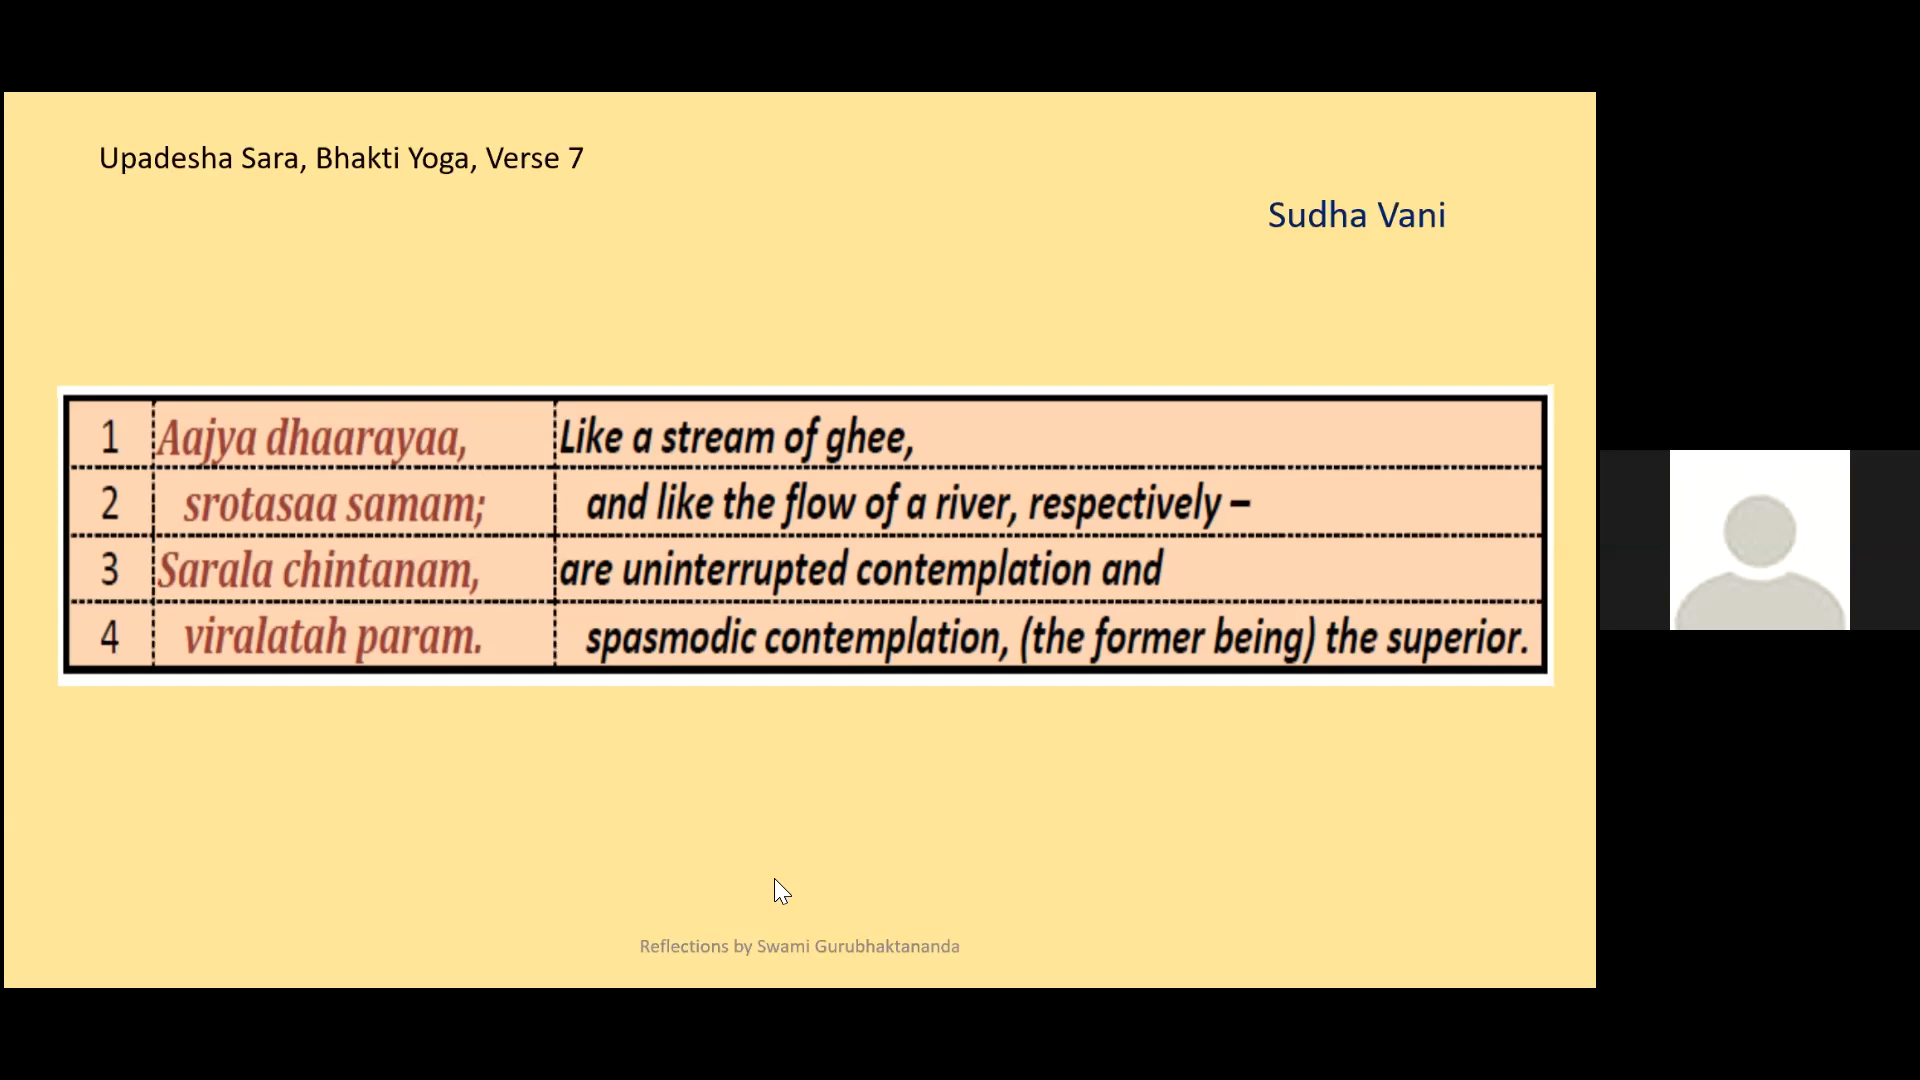 Upadesha Sara, Bhakti Yoga, Verse 7
Sudha Vani
1 Aajya dhaarayaa, Like a stream of ghee,
2 srotasaa samam; and like the flow of a river, respectively –
3 Sarala chintanam, are uninterrupted contemplation and
4 viralatah param. spasmodic contemplation, (the former being) the superior.
Reflections by Swami Gurubhaktananda